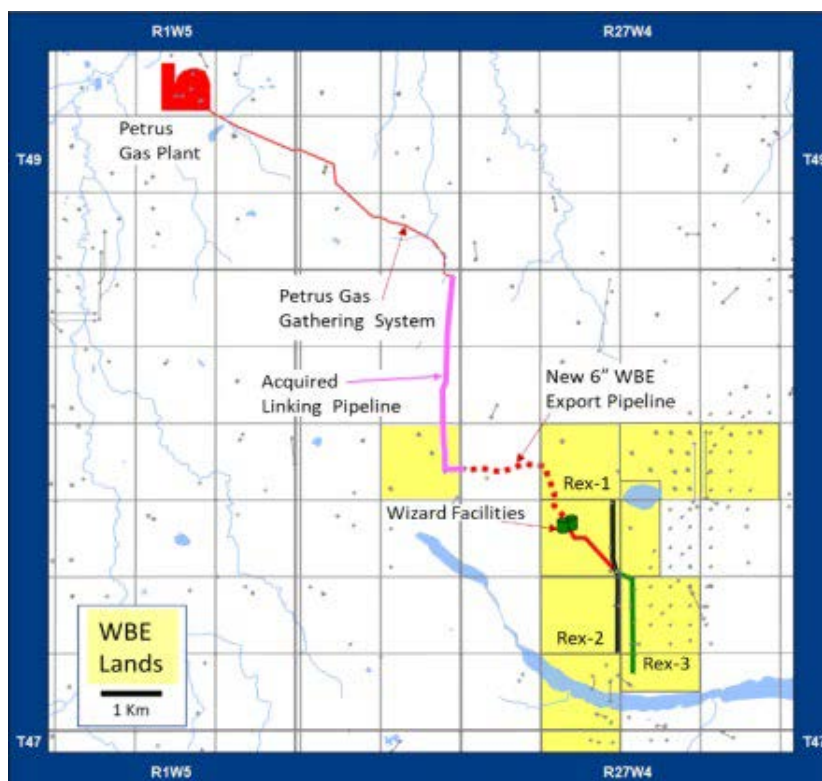 R1W5
R27W4
Petrus
Gas Plant
T49
T49
Petrus Gas
Gathering System
Acquired
Linking Pipeline
New 6" WBE
Export Pipeline
Rex-1
Wizard Facilities
WBE
Lands
1 Km
Rex-2
Rex-3
T47
T47
R1W5
R27W4